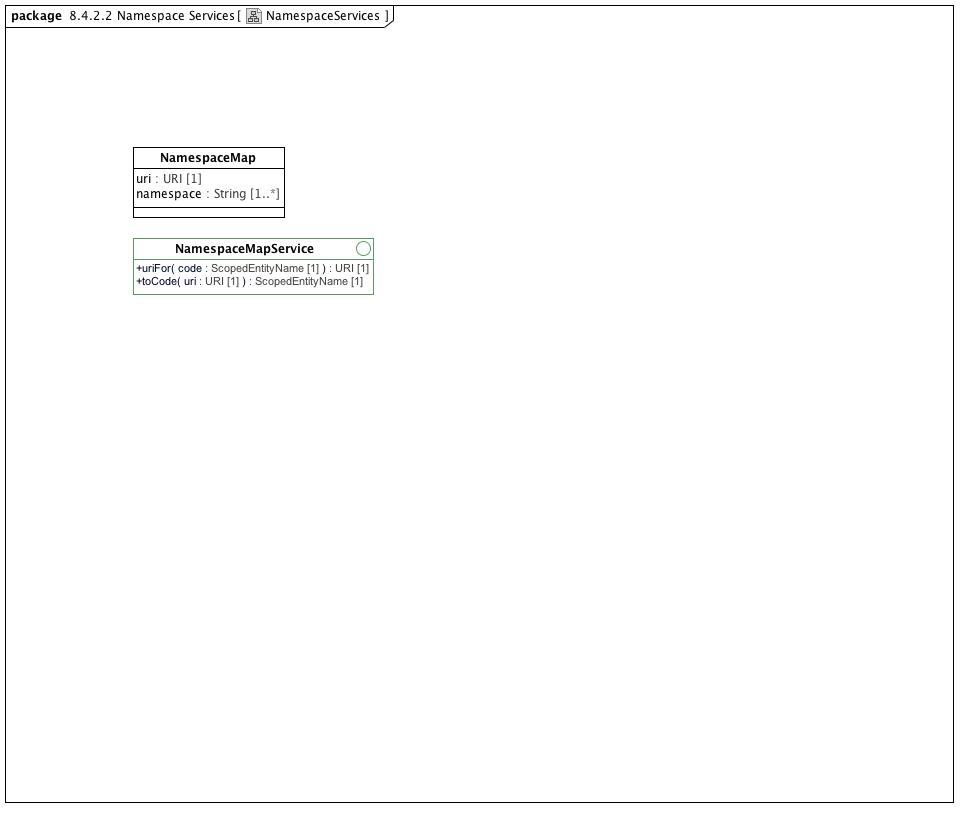 package 8.4.2.2 Namespace Services[ NamespaceServices ]
NamespaceMap
uri : URI [1]
namespace : String [1..*]
NamespaceMapService
+uriFor( code : ScopedEntityName [1] ) : URI [1]
+toCode( uri : URI [1] ) : ScopedEntityName [1]